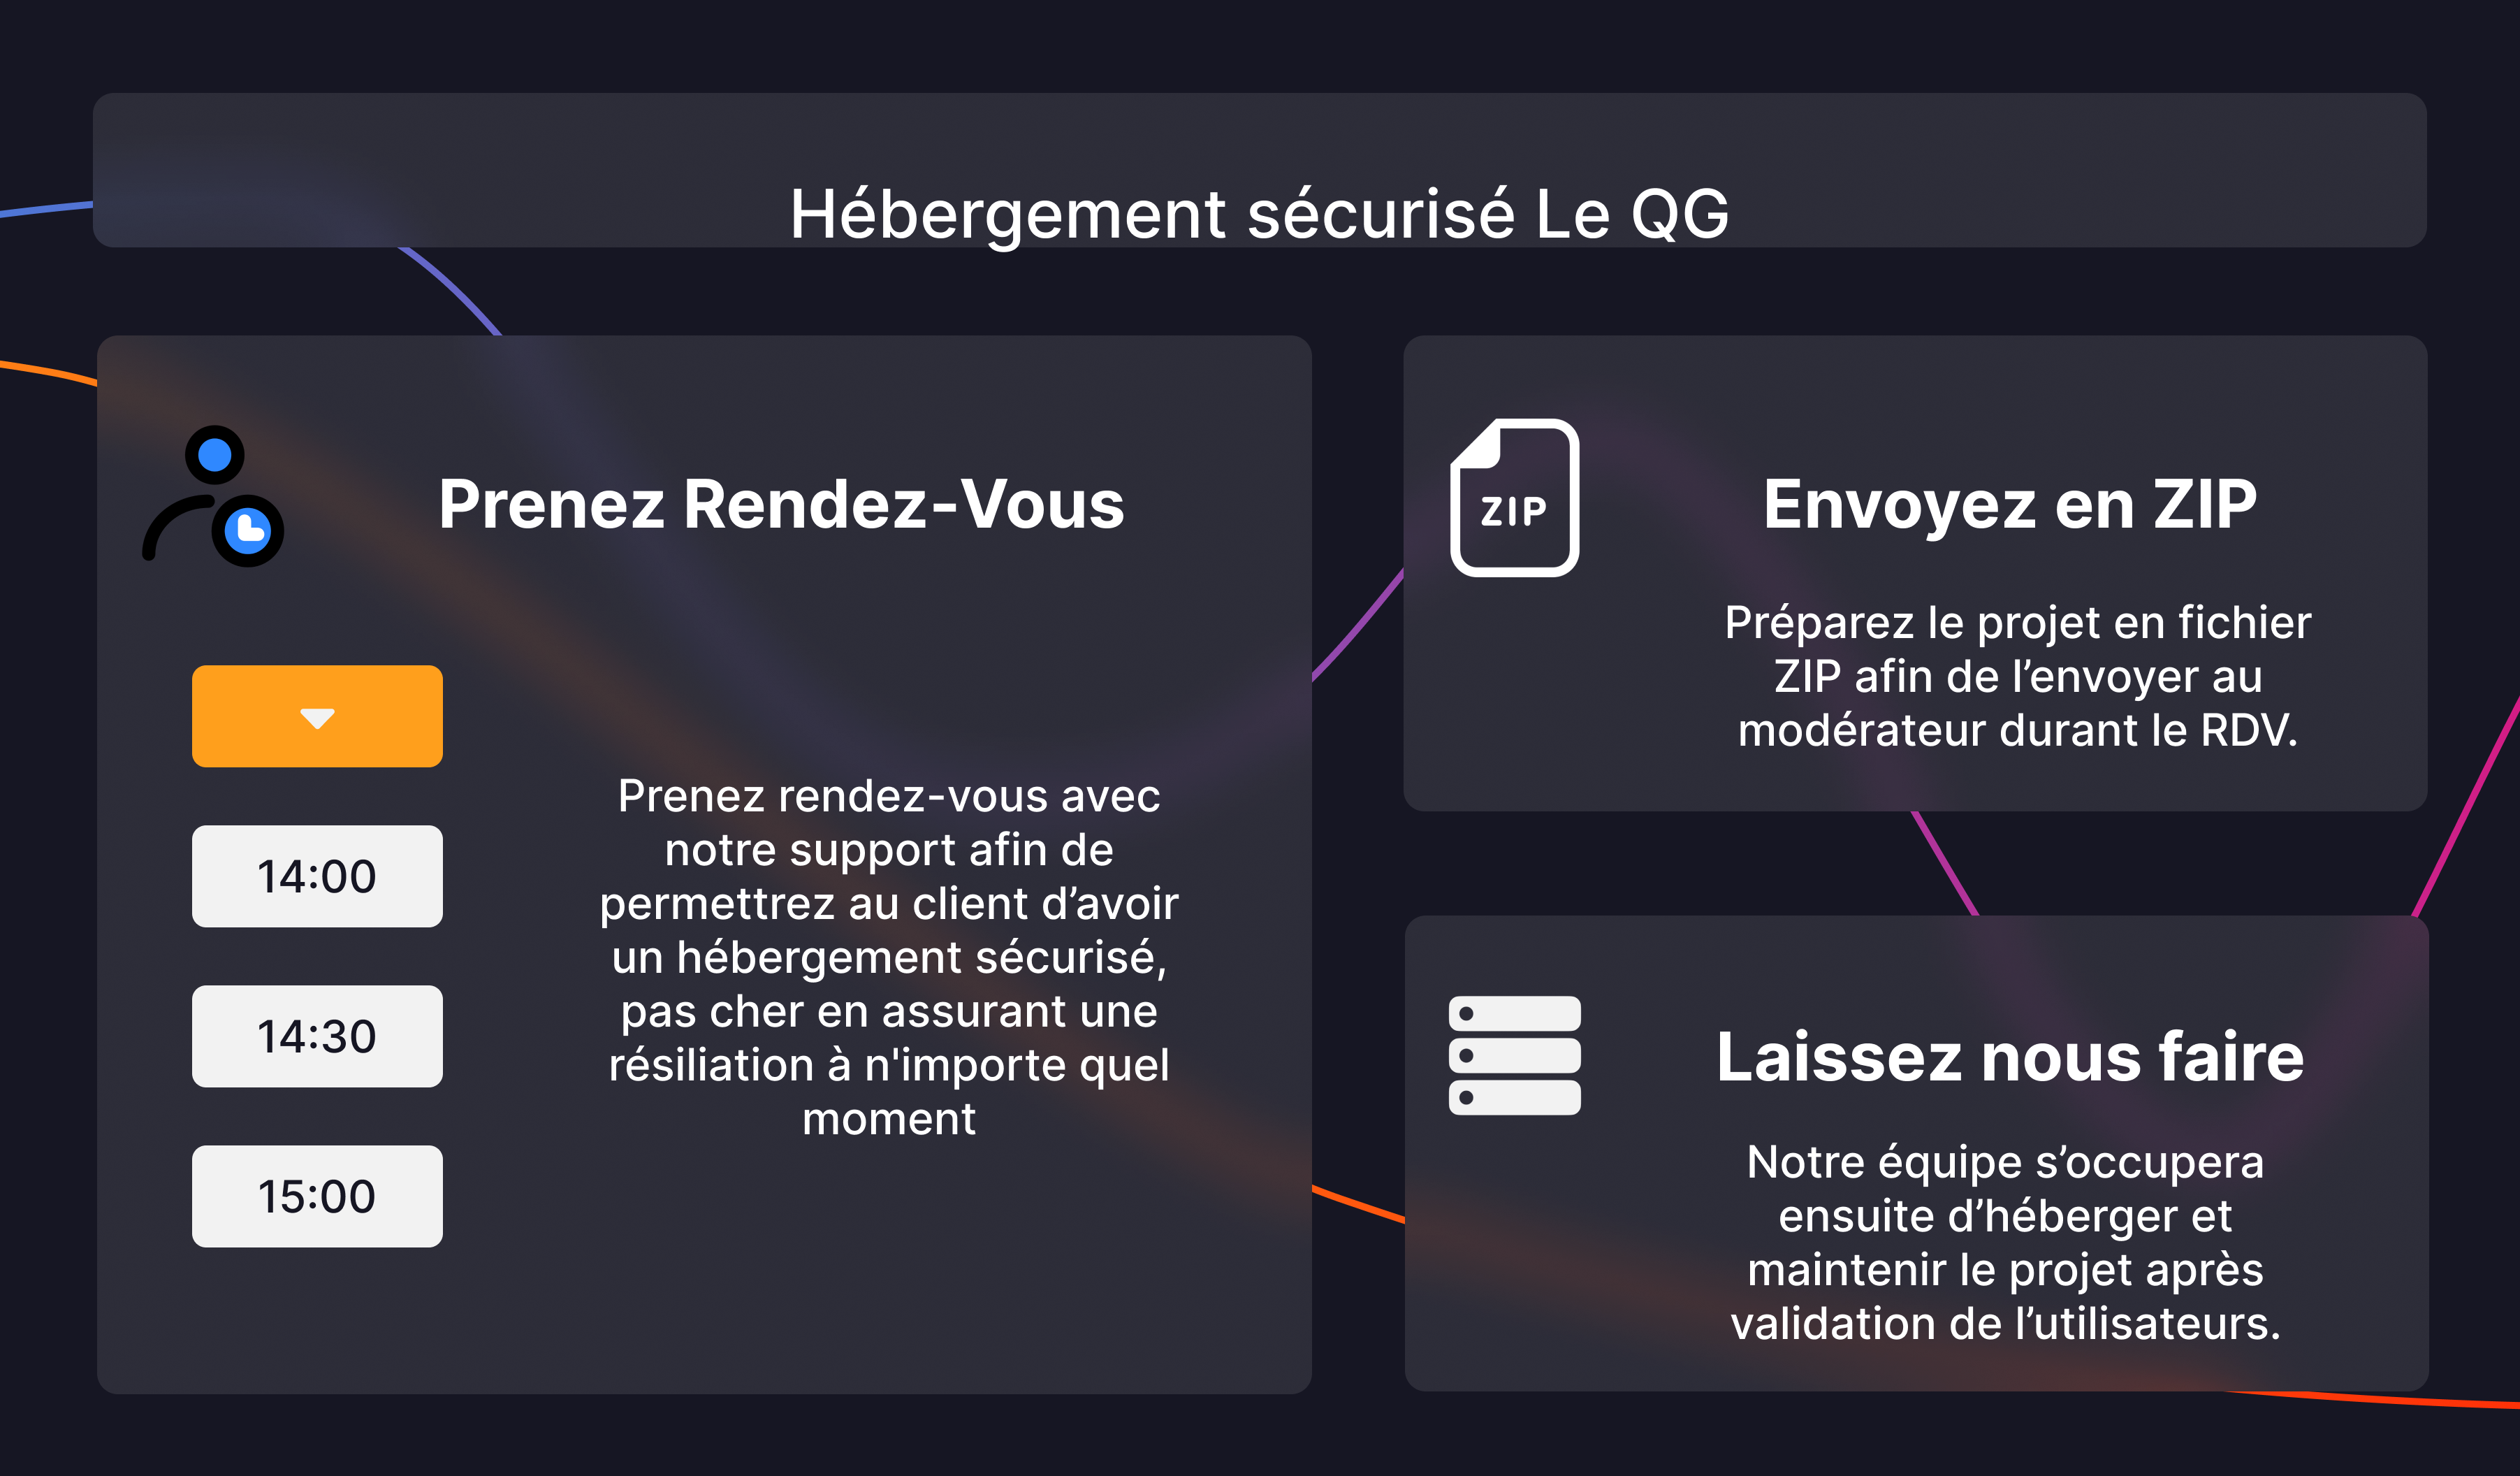 Hébergement sécurisé Le QG
Prenez Rendez-Vous
14:00
14:30
15:00
Prenez rendez-vous avec
notre support afin de
permettrez au client d’avoir
un hébergement sécurisé,
pas cher en assurant une
résiliation à n'importe quel
moment
ZIP
Envoyez en ZIP
Préparez le projet en fichier
ZIP afin de l’envoyer au
modérateur durant le RDV.
Laissez nous faire
Notre équipe s’occupera
ensuite d’héberger et
maintenir le projet après
validation de l’utilisateurs.